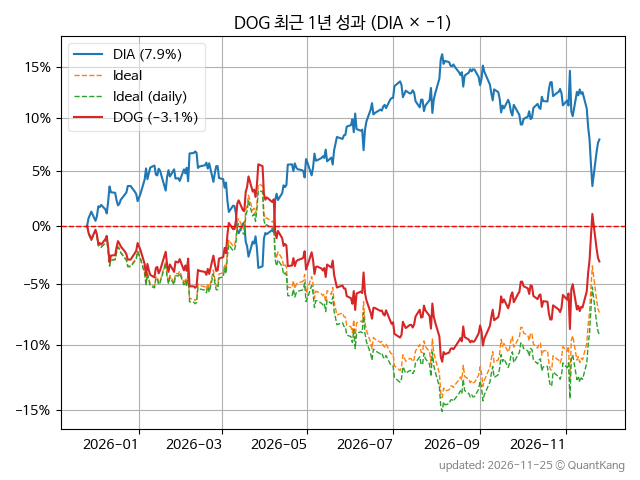 DOG 최근 1년 성과 (DIA × −1)
DIA (7.9%)
Ideal
Ideal (daily)
DOG (−3.1%)
15%
10%
5%
0%
−5%
−10%
−15%
2026-01
2026-03
2026-05
2026-07
2026-09
2026-11
updated: 2026-11-25 © QuantKang